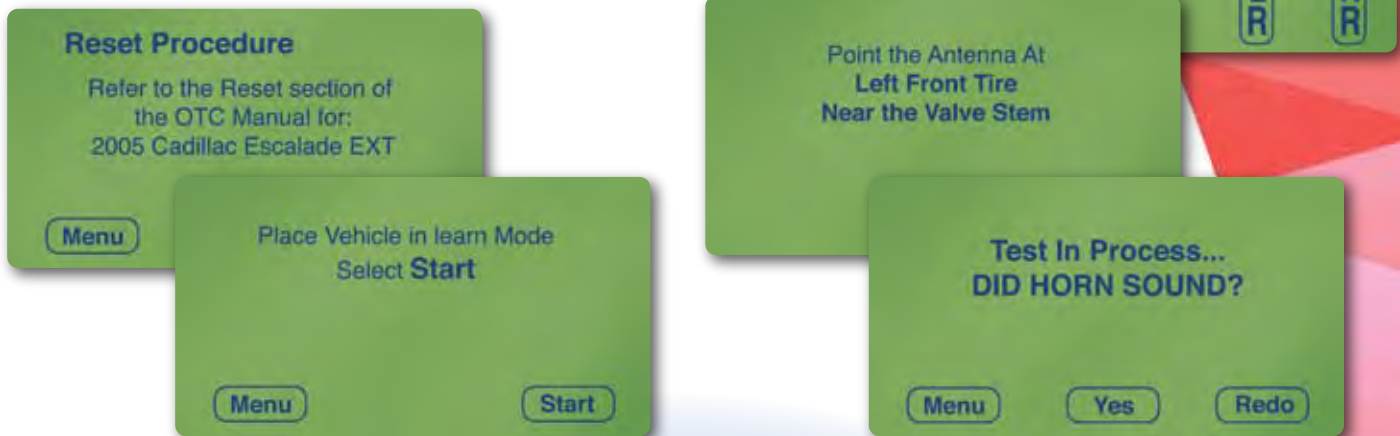 Reset Procedure
Refer to the Reset section of
the OTC Manual for:
2005 Cadillac Escalade EXT
Menu
Place Vehicle in learn Mode
Select Start
Menu
Start
Point the Antenna At
Left Front Tire
Near the Valve Stem
R
R
Test In Process...
DID HORN SOUND?
Menu
Yes
Redo